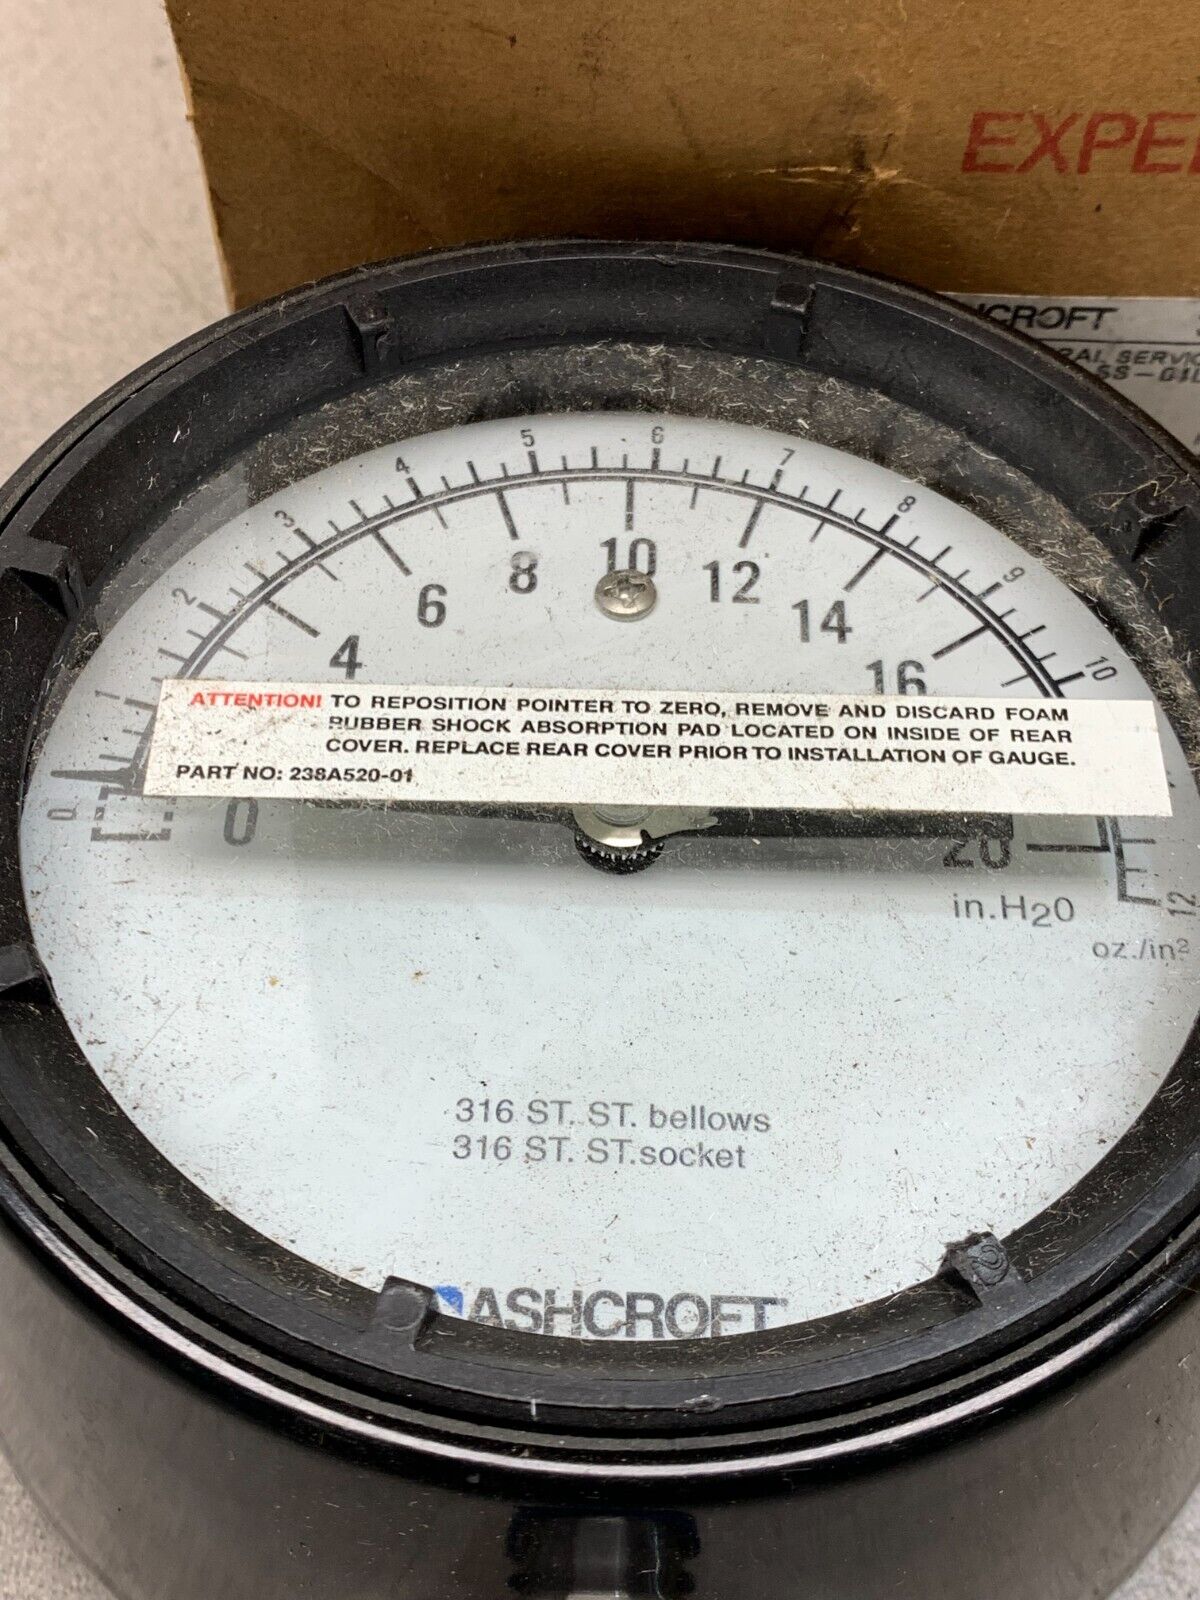 0 1 2 3 4 5 6 7 8 9 10 12
0 4 6 8 10 12 14 16 20
ATTENTION! TO REPOSITION POINTER TO ZERO, REMOVE AND DISCARD FOAM
RUBBER SHOCK ABSORPTION PAD LOCATED ON INSIDE OF REAR
COVER. REPLACE REAR COVER PRIOR TO INSTALLATION OF GAUGE.
PART NO: 238A520-01
in.H2O
oz./in²
316 ST. ST. bellows
316 ST. ST.socket
ASHCROFT